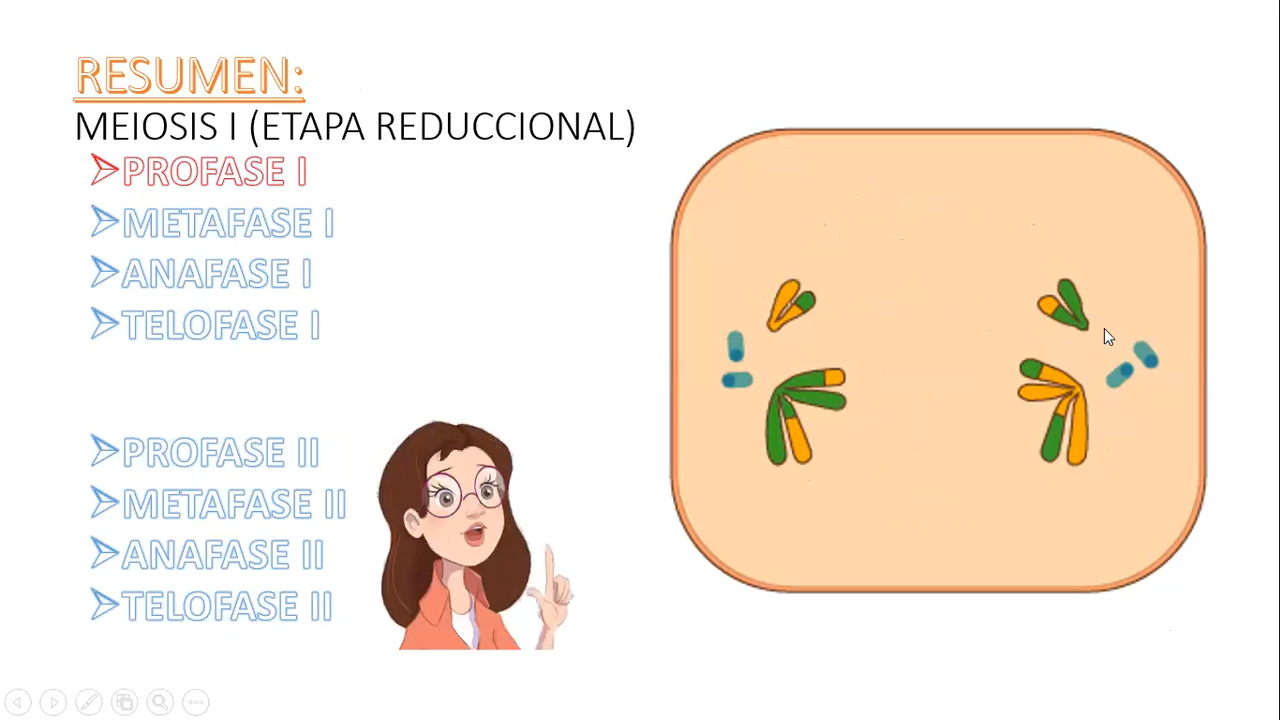 RESUMEN:
MEIOSIS I (ETAPA REDUCCIONAL)
PROFASE I
METAFASE I
ANAFASE I
TELOFASE I
PROFASE II
METAFASE II
ANAFASE II
TELOFASE II